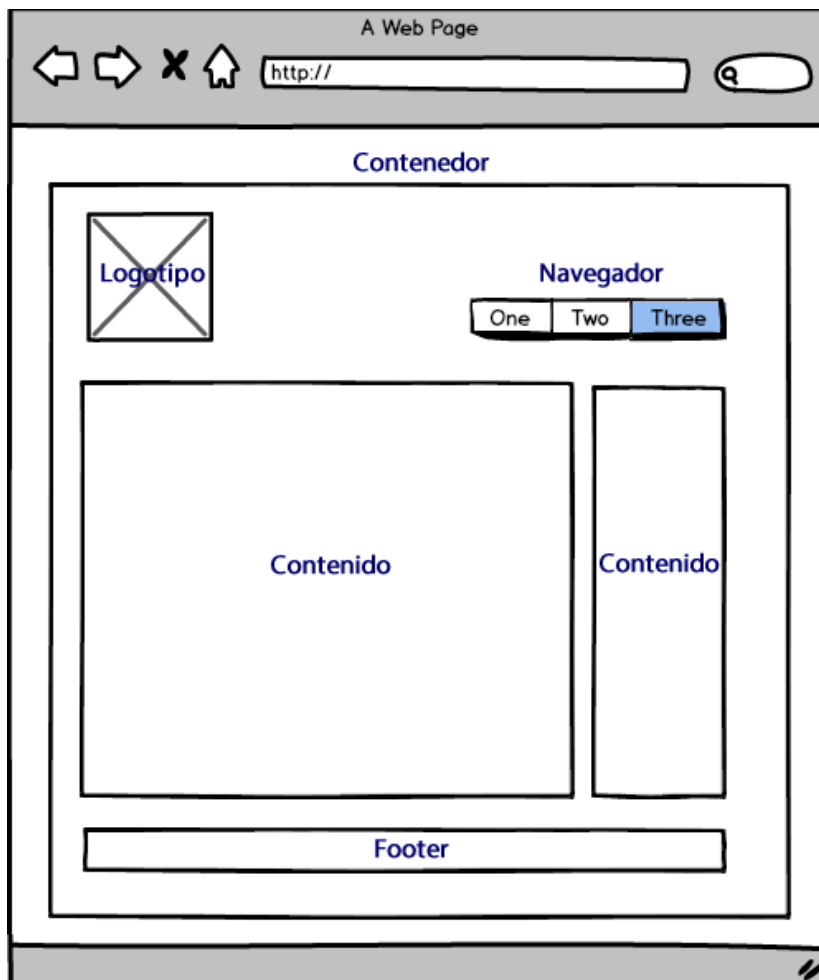 A Web Page
http://
Contenedor
Logotipo
Navegador
One Two Three
Contenido
Contenido
Footer